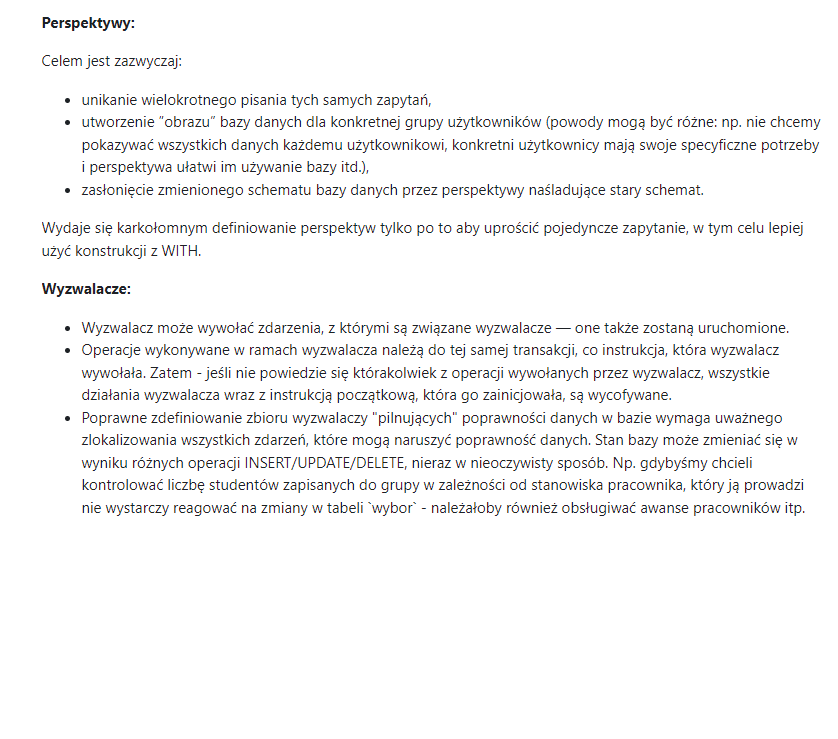 Perspektywy:
Celem jest zazwyczaj:
• unikanie wielokrotnego pisania tych samych zapytań,
• utworzenie ”obrazu” bazy danych dla konkretnej grupy użytkowników (powody mogą być różne: np. nie chcemy
pokazywać wszystkich danych każdemu użytkownikowi, konkretni użytkownicy mają swoje specyficzne potrzeby
i perspektywa ułatwi im używanie bazy itd.),
• zasłonięcie zmienionego schematu bazy danych przez perspektywy naśladujące stary schemat.
Wydaje się karkołomnym definiowanie perspektyw tylko po to aby uprościć pojedyncze zapytanie, w tym celu lepiej
użyć konstrukcji z WITH.
Wyzwalacze:
• Wyzwalacz może wywołać zdarzenia, z którymi są związane wyzwalacze — one także zostaną uruchomione.
• Operacje wykonywane w ramach wyzwalacza należą do tej samej transakcji, co instrukcja, która wyzwalacz
wywołała. Zatem - jeśli nie powiedzie się którakolwiek z operacji wywołanych przez wyzwalacz, wszystkie
działania wyzwalacza wraz z instrukcją początkową, która go zainicjowała, są wycofywane.
• Poprawne zdefiniowanie zbioru wyzwalaczy "pilnujących" poprawności danych w bazie wymaga uważnego
zlokalizowania wszystkich zdarzeń, które mogą naruszyć poprawność danych. Stan bazy może zmieniać się w
wyniku różnych operacji INSERT/UPDATE/DELETE, nieraz w nieoczywisty sposób. Np. gdybyśmy chcieli
kontrolować liczbę studentów zapisanych do grupy w zależności od stanowiska pracownika, który ją prowadzi
nie wystarczy reagować na zmiany w tabeli `wybor` - należałoby również obsługiwać awanse pracowników itp.